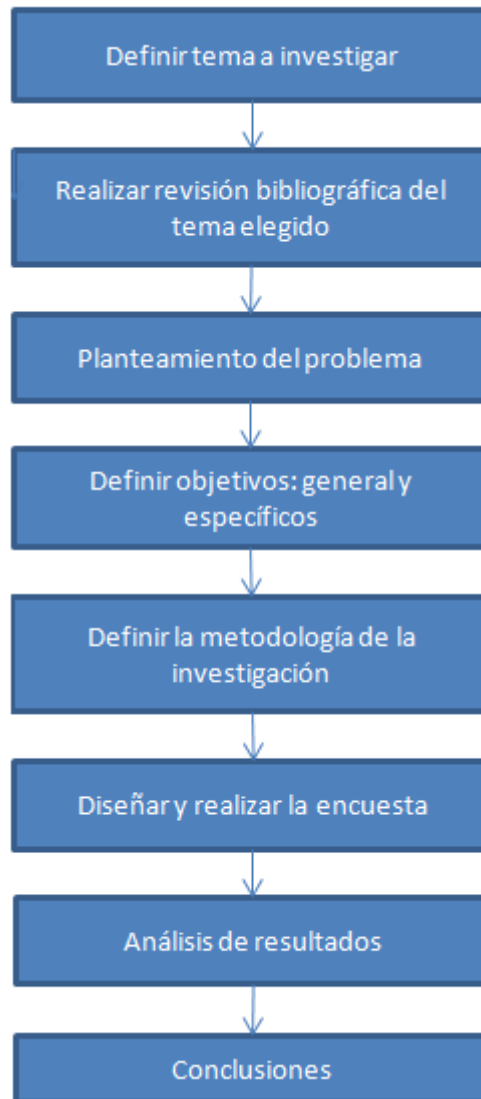 Definir tema a investigar
Realizar revisión bibliográfica del
tema elegido
Planteamiento del problema
Definir objetivos: general y
específicos
Definir la metodología de la
investigación
Diseñar y realizar la encuesta
Análisis de resultados
Conclusiones